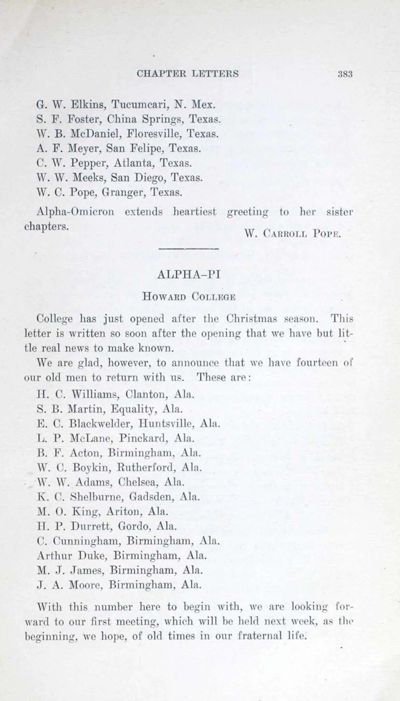 CHAPTER LETTERS 383
G. W. Elkins, Tucumcari, N. Mex.
S. F. Foster, China Springs, Texas.
W. B. McDaniel, Floresville, Texas.
A. F. Meyer, San Felipe, Texas.
C. W. Pepper, Atlanta, Texas.
W. W. Meeks, San Diego, Texas.
W. C. Pope, Granger, Texas.
Alpha-Omicron extends heartiest greeting to her sister
chapters.
W. Carroll Pope.
ALPHA-PI
Howard College
College has just opened after the Christmas season. This
letter is written so soon after the opening that we have but lit-
tle real news to make known.
We are glad, however, to announce that we have fourteen of
our old men to return with us. These are:
H. C. Williams, Clanton, Ala.
S. B. Martin, Equality, Ala.
E. C. Blackwelder, Huntsville, Ala.
L. P. McLane, Pinckard, Ala.
B. F. Acton, Birmingham, Ala.
W. C. Boykin, Rutherford, Ala.
W. W. Adams, Chelsea, Ala.
K. C. Shelburne, Gadsden, Ala.
M. O. King, Ariton, Ala.
H. P. Durrett, Gordo, Ala.
C. Cunningham, Birmingham, Ala.
Arthur Duke, Birmingham, Ala.
M. J. James, Birmingham, Ala.
J. A. Moore, Birmingham, Ala.
With this number here to begin with, we are looking for-
ward to our first meeting, which will be held next week, as the
beginning, we hope, of old times in our fraternal life.